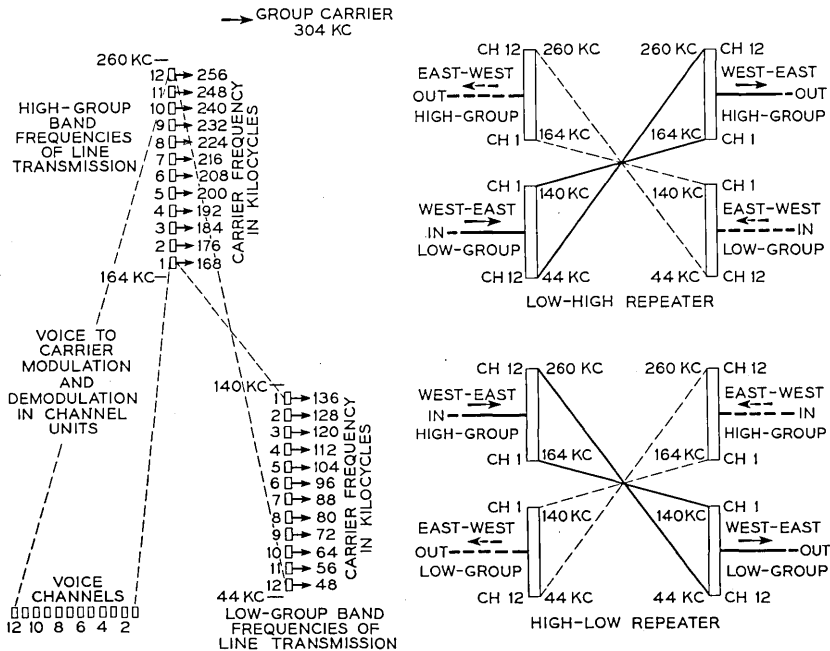 GROUP CARRIER
304 KC
260 KC
12 256
11 248
10 240
9 232
8 224
7 216
6 208
5 200
4 192
3 184
2 176
1 168
164 KC
HIGH-GROUP
BAND
FREQUENCIES
OF LINE
TRANSMISSION
CARRIER FREQUENCY
IN KILOCYCLES
VOICE TO
CARRIER
MODULATION
AND
DEMODULATION
IN CHANNEL
UNITS
140 KC
1 136
2 128
3 120
4 112
5 104
6 96
7 88
8 80
9 72
10 64
11 56
12 48
44 KC
CARRIER FREQUENCY
IN KILOCYCLES
LOW-GROUP BAND
FREQUENCIES OF
LINE TRANSMISSION
VOICE
CHANNELS
12 10 8 6 4 2
CH 12 260 KC 260 KC CH 12
EAST-WEST WEST-EAST
OUT OUT
HIGH-GROUP HIGH-GROUP
164 KC 164 KC
CH 1 CH 1
CH 1 CH 1
140 KC 140 KC
WEST-EAST EAST-WEST
IN IN
LOW-GROUP LOW-GROUP
CH 12 44 KC 44 KC CH 12
LOW-HIGH REPEATER
CH 12 260 KC 260 KC CH 12
WEST-EAST EAST-WEST
IN IN
HIGH-GROUP HIGH-GROUP
164 KC 164 KC
CH 1 CH 1
CH 1 CH 1
140 KC 140 KC
EAST-WEST WEST-EAST
OUT OUT
LOW-GROUP LOW-GROUP
CH 12 44 KC 44 KC CH 12
HIGH-LOW REPEATER